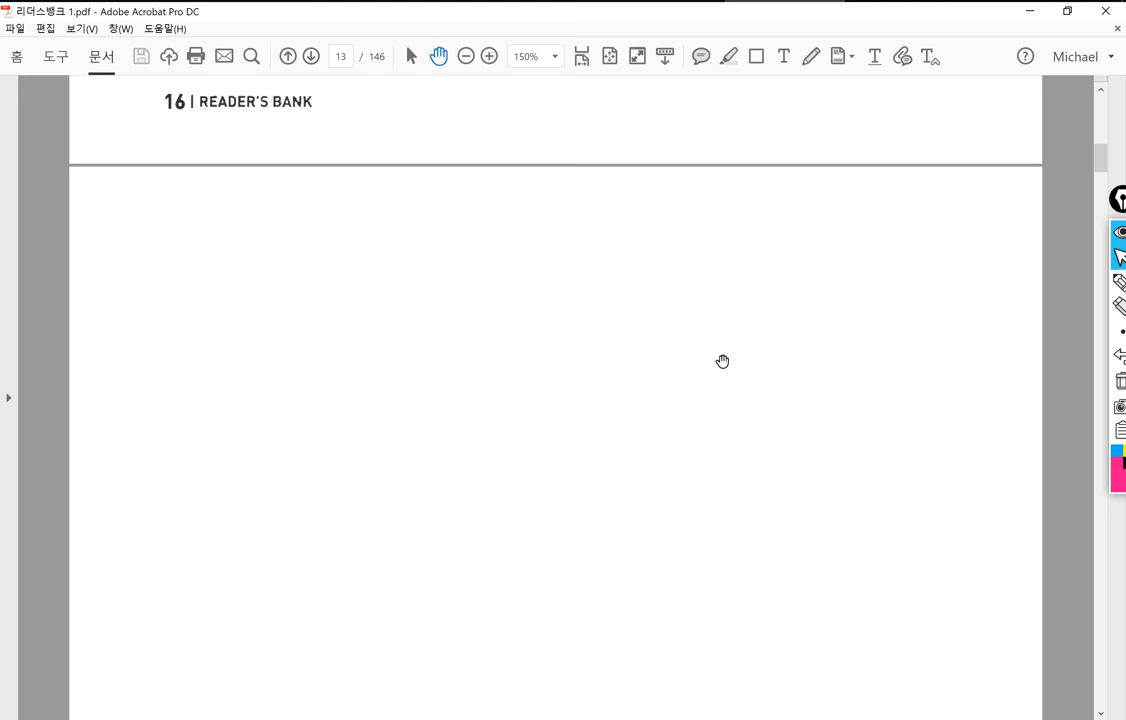 리더스뱅크 1.pdf - Adobe Acrobat Pro DC
파일 편집 보기(V) 창(W) 도움말(H)
홈 도구 문서 13 / 146 150% Michael
16 | READER'S BANK